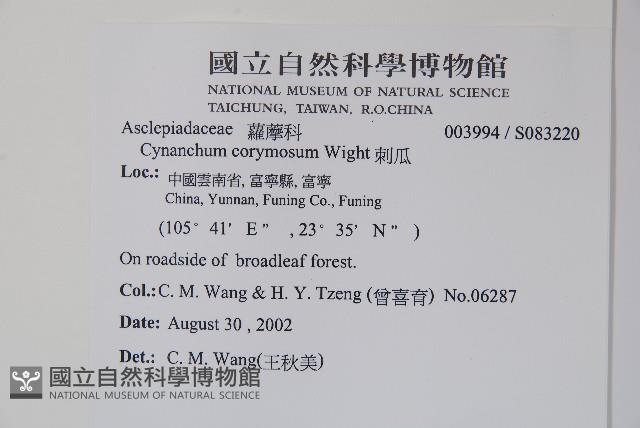 國立自然科學博物館
NATIONAL MUSEUM OF NATURAL SCIENCE
TAICHUNG, TAIWAN, R.O.CHINA
Asclepiadaceae 蘿藦科 003994 / S083220
Cynanchum corymosum Wight 刺瓜
Loc.: 中國雲南省, 富寧縣, 富寧
China, Yunnan, Funing Co., Funing
(105° 41' E" , 23° 35' N" )
On roadside of broadleaf forest.
Col.: C. M. Wang & H. Y. Tzeng (曾喜育) No.06287
Date: August 30 , 2002
Det.: C. M. Wang(王秋美)
國立自然科學博物館
NATIONAL MUSEUM OF NATURAL SCIENCE